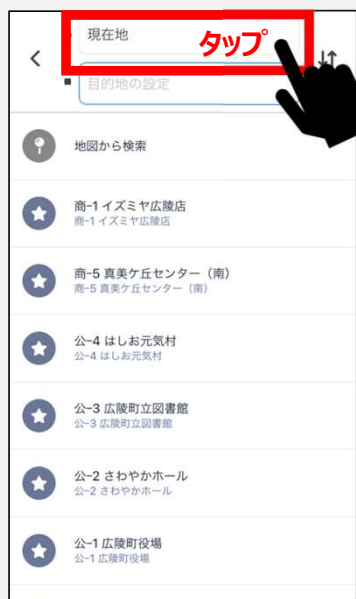 現在地
タップ
目的地の設定
地図から検索
商-1 イズミヤ広陵店
商-1 イズミヤ広陵店
商-5 真美ケ丘センター（南）
商-5 真美ケ丘センター（南）
公-4 はしお元気村
公-4 はしお元気村
公-3 広陵町立図書館
公-3 広陵町立図書館
公-2 さわやかホール
公-2 さわやかホール
公-1 広陵町役場
公-1 広陵町役場